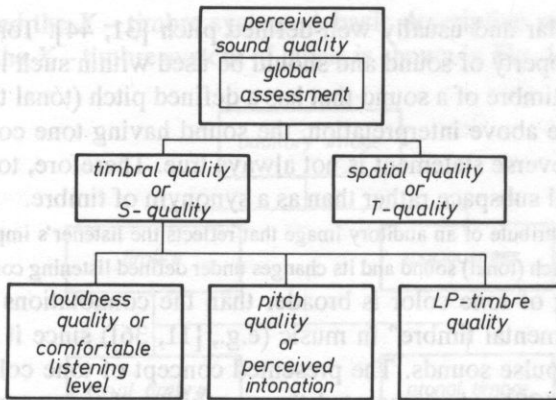 perceived
sound quality
global
assessment
timbral quality
or
S-quality
spatial quality
or
T-quality
loudness
quality or
comfortable
listening
level
pitch
quality
or
perceived
intonation
LP-timbre
quality